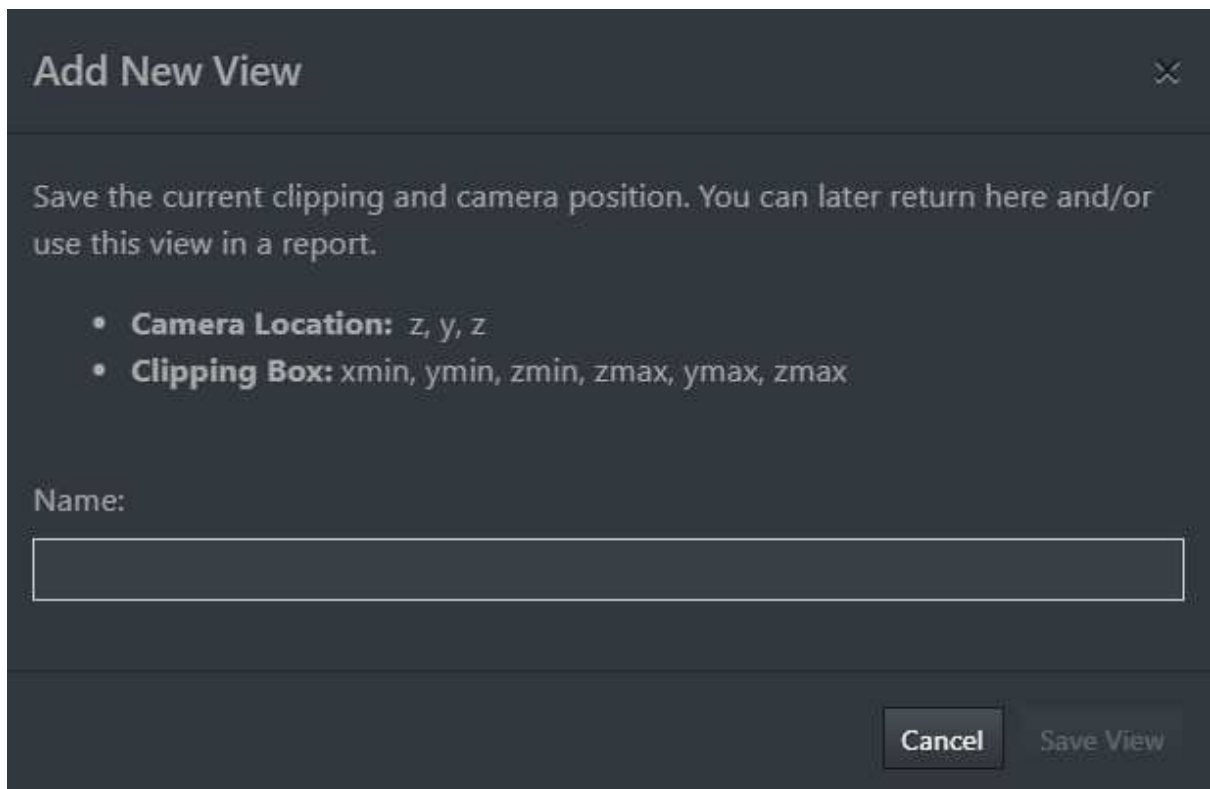 Add New View
Save the current clipping and camera position. You can later return here and/or
use this view in a report.
• Camera Location: z, y, z
• Clipping Box: xmin, ymin, zmin, zmax, ymax, zmax
Name:
Cancel Save View